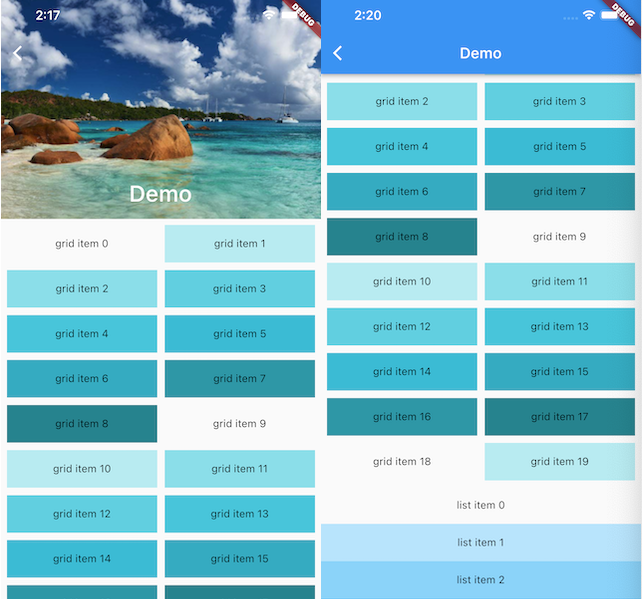 2:17
DEBUG
Demo
grid item 0
grid item 1
grid item 2
grid item 3
grid item 4
grid item 5
grid item 6
grid item 7
grid item 8
grid item 9
grid item 10
grid item 11
grid item 12
grid item 13
grid item 14
grid item 15
2:20
DEBUG
Demo
grid item 2
grid item 3
grid item 4
grid item 5
grid item 6
grid item 7
grid item 8
grid item 9
grid item 10
grid item 11
grid item 12
grid item 13
grid item 14
grid item 15
grid item 16
grid item 17
grid item 18
grid item 19
list item 0
list item 1
list item 2